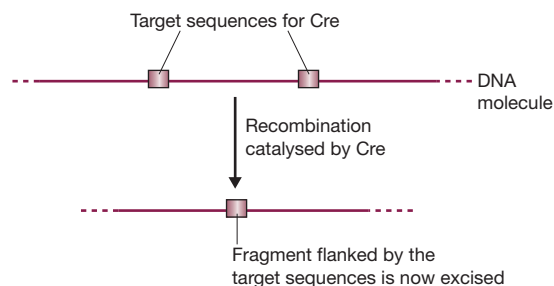 Target sequences for Cre
DNA
molecule
Recombination
catalysed by Cre
Fragment flanked by the
target sequences is now excised